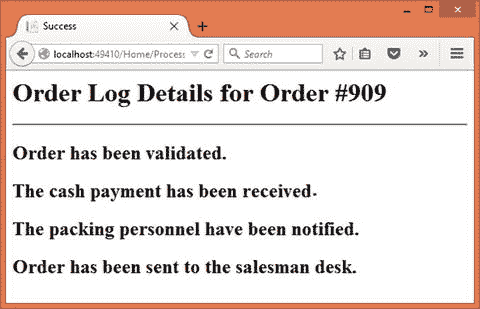 Success
localhost:49410/Home/Process
Search
Order Log Details for Order #909
Order has been validated.
The cash payment has been received.
The packing personnel have been notified.
Order has been sent to the salesman desk.